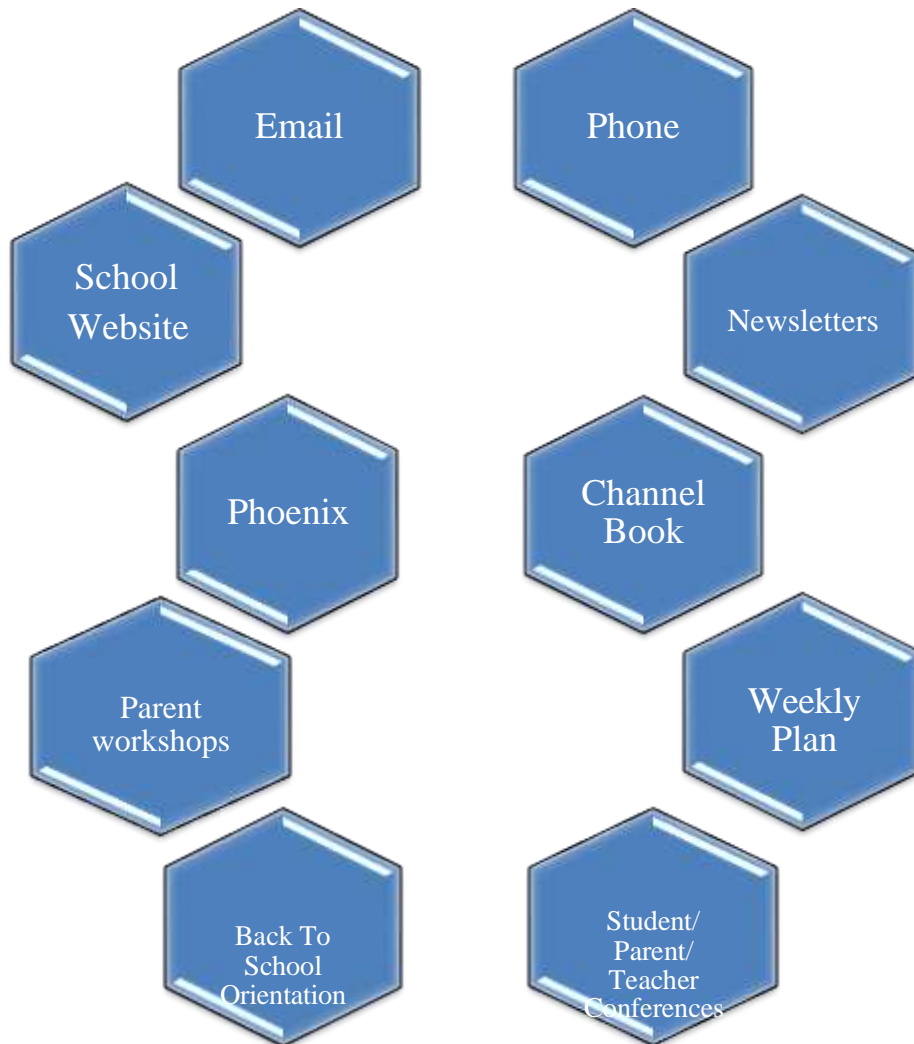 Email
Phone
School
Website
Newsletters
Phoenix
Channel
Book
Parent
workshops
Weekly
Plan
Back To
School
Orientation
Student/
Parent/
Teacher
Conferences